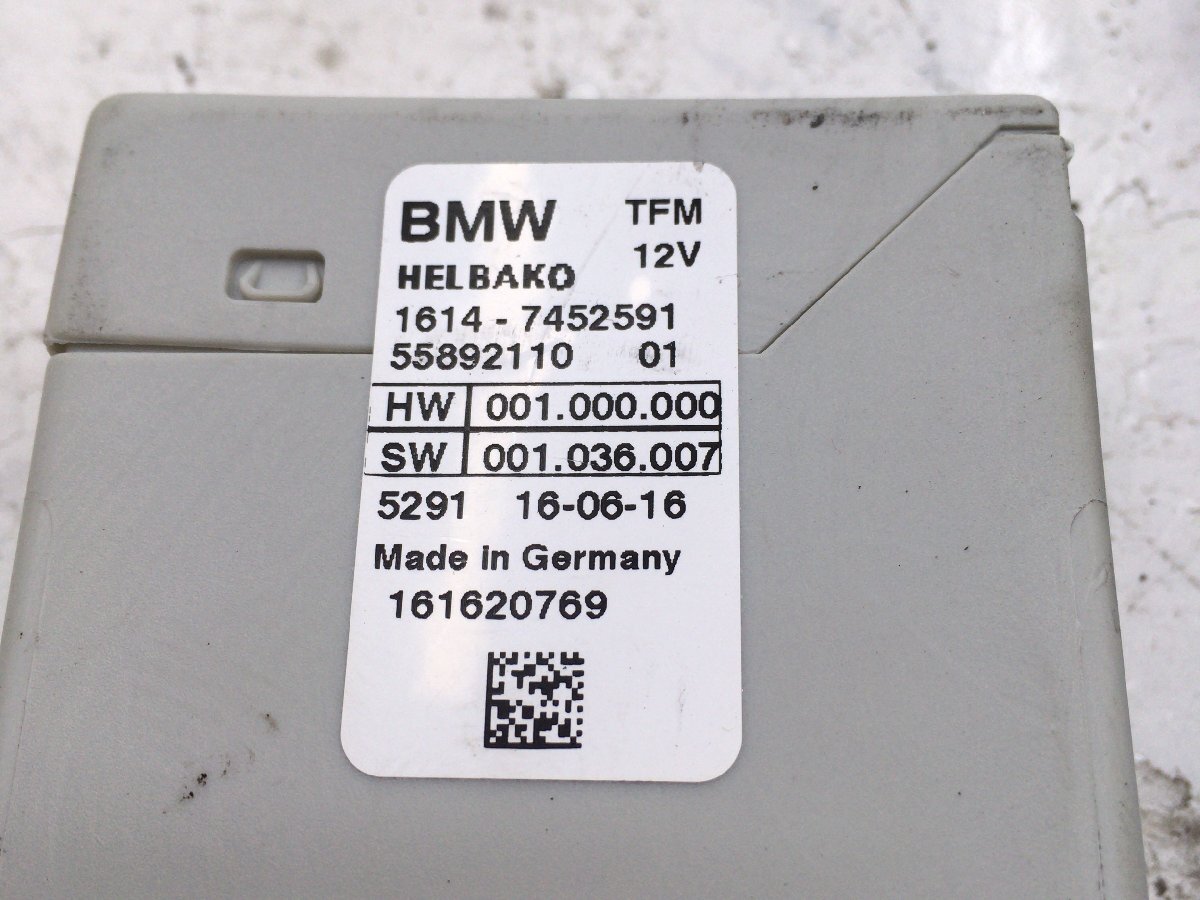 BMW TFM
12V
HELBAKO
1614 - 7452591
55892110 01
HW 001.000.000
SW 001.036.007
5291 16-06-16
Made in Germany
161620769